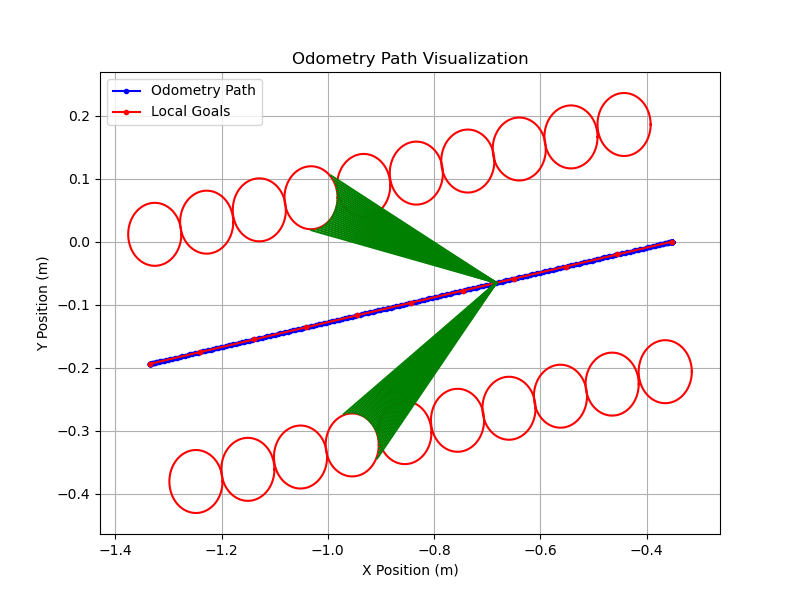 Odometry Path Visualization
Odometry Path
Local Goals
0.2
0.1
0.0
−0.1
−0.2
−0.3
−0.4
Y Position (m)
−1.4 −1.2 −1.0 −0.8 −0.6 −0.4
X Position (m)